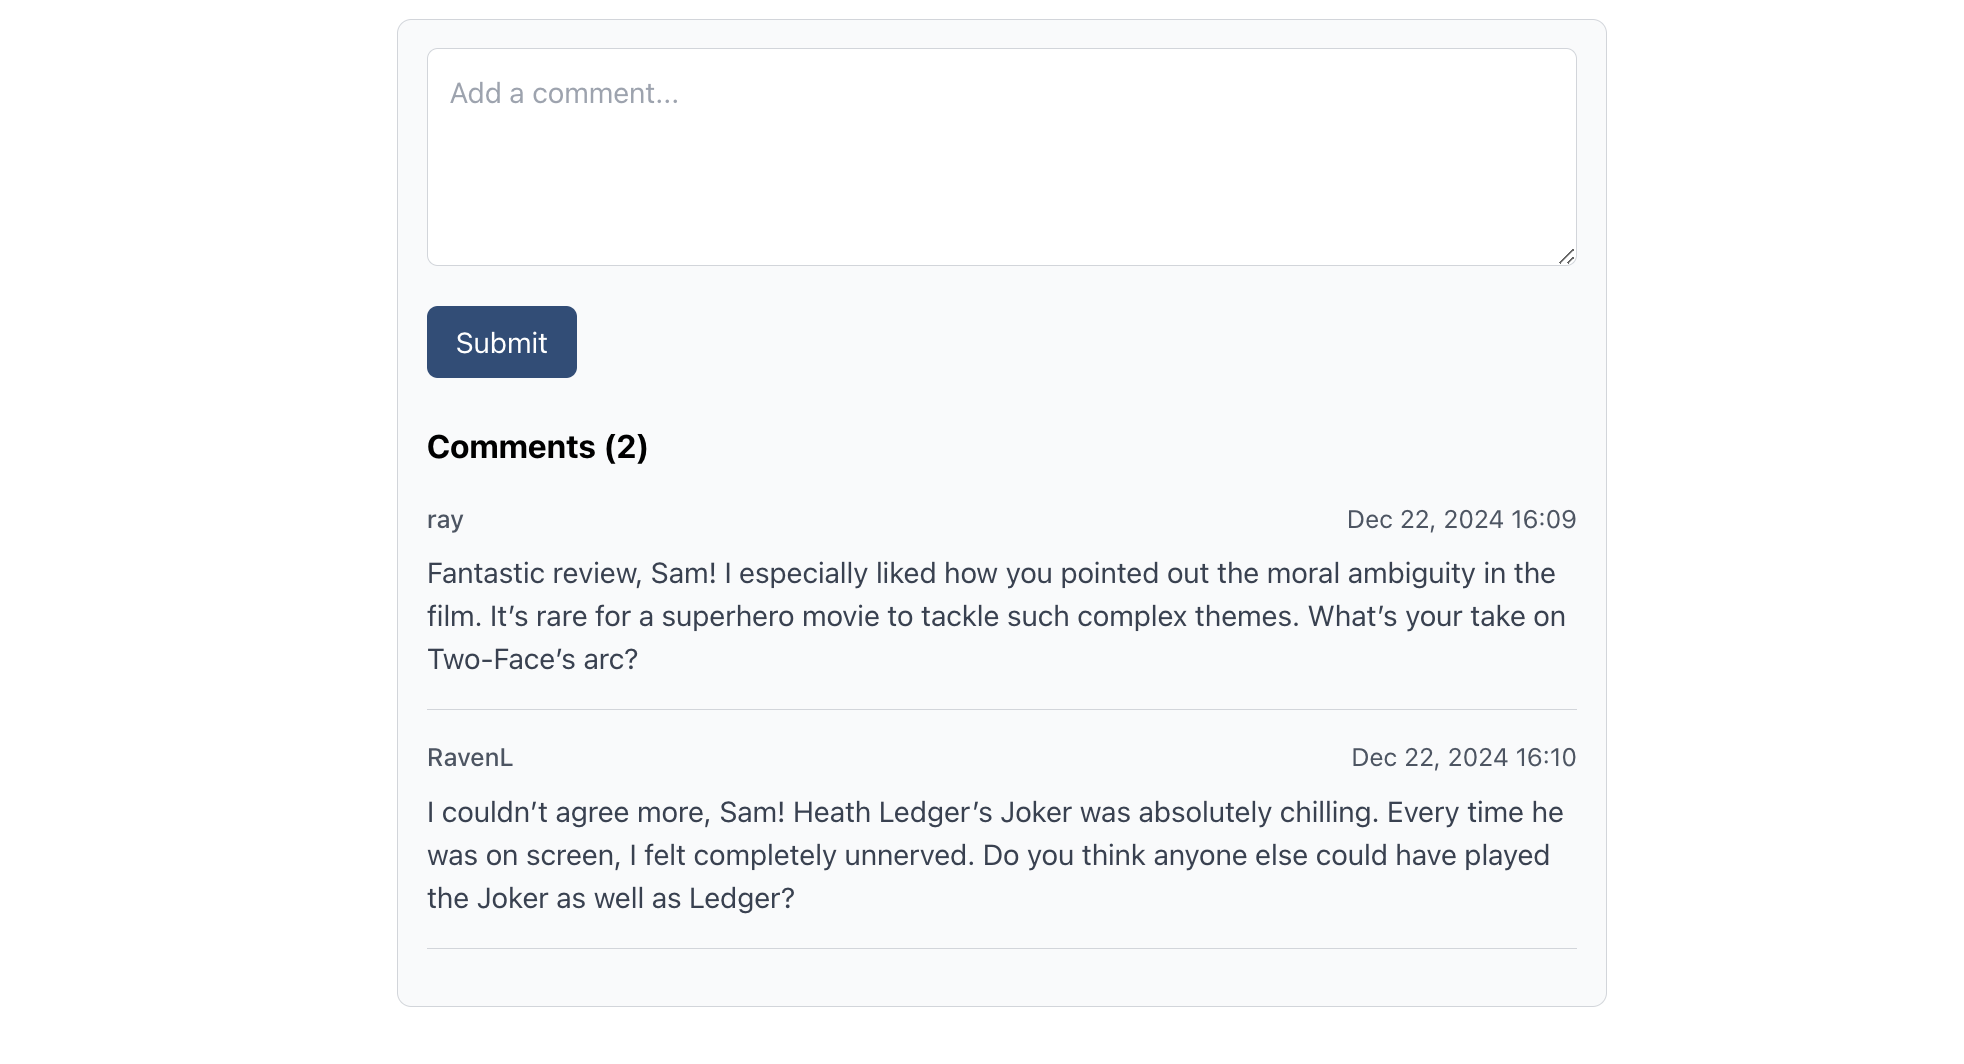 Add a comment...
Submit
Comments (2)
ray
Dec 22, 2024 16:09
Fantastic review, Sam! I especially liked how you pointed out the moral ambiguity in the
film. It’s rare for a superhero movie to tackle such complex themes. What’s your take on
Two-Face’s arc?
RavenL
Dec 22, 2024 16:10
I couldn’t agree more, Sam! Heath Ledger’s Joker was absolutely chilling. Every time he
was on screen, I felt completely unnerved. Do you think anyone else could have played
the Joker as well as Ledger?